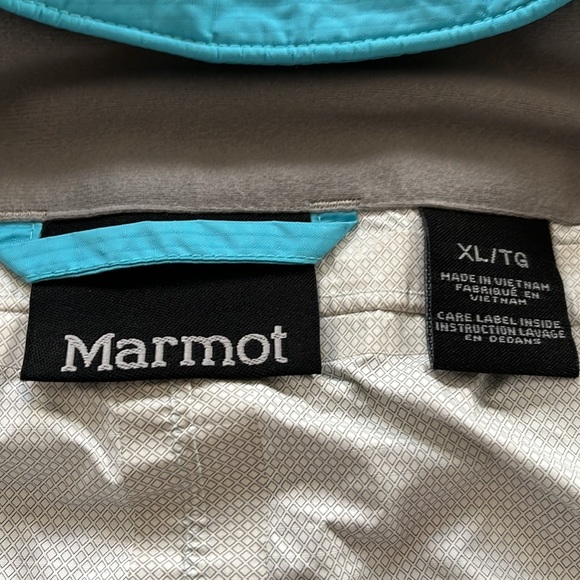 Marmot
XL/TG
MADE IN VIETNAM
FABRIQUÉ EN
VIETNAM
CARE LABEL INSIDE
INSTRUCTION LAVAGE
EN DEDANS